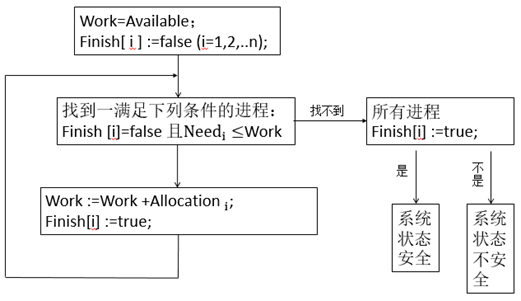 Work=Available；
Finish[ i ] :=false (i=1,2,..n);
找到一满足下列条件的进程：
Finish [i]=false 且Needi ≤Work
找不到
所有进程
Finish[i] :=true;
Work :=Work +Allocation i;
Finish[i] :=true;
是
不是
系统
状态
安全
系统
状态
不安
全